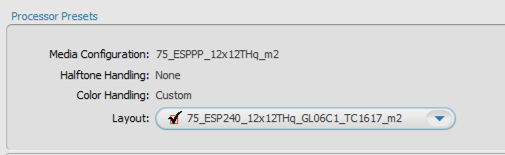 Processor Presets
Media Configuration: 75_ESPPP_12x12THq_m2
Halftone Handling: None
Color Handling: Custom
Layout: 75_ESP240_12x12THq_GL06C1_TC1617_m2